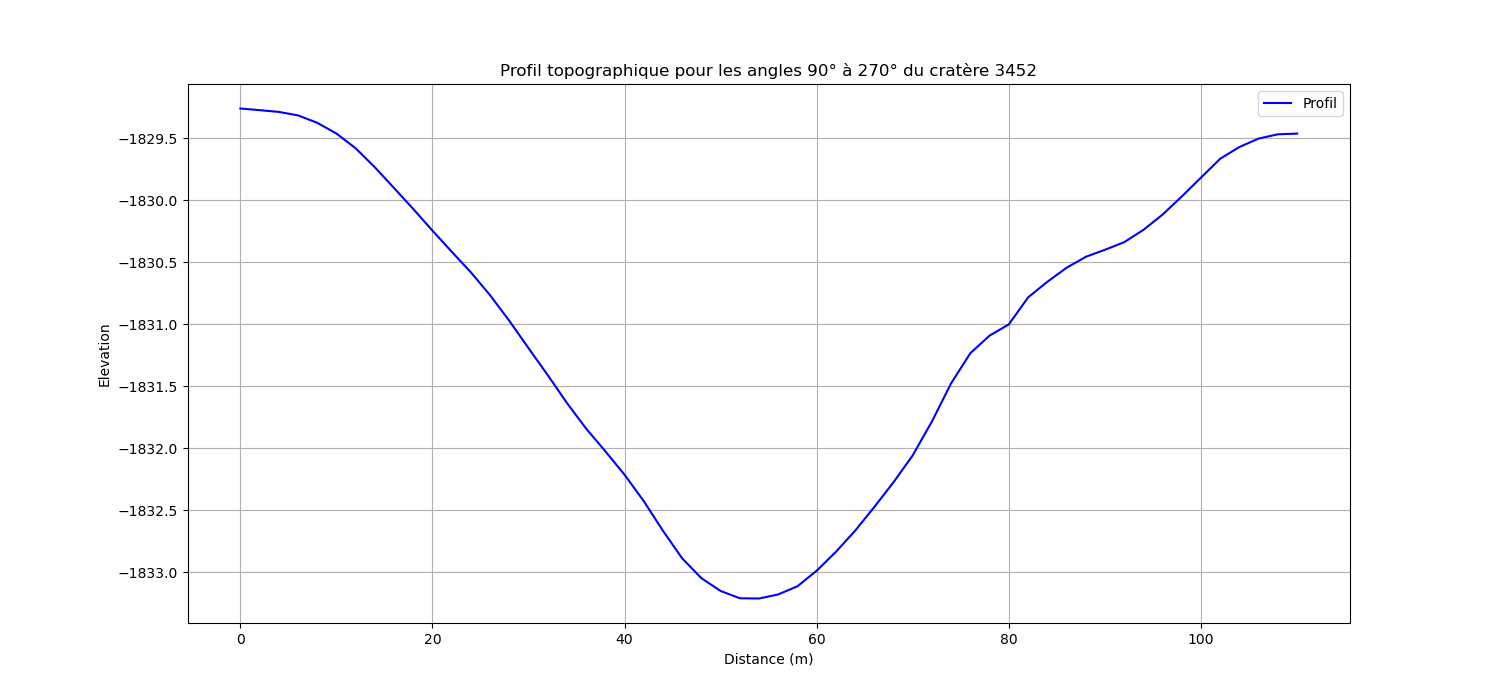 Profil topographique pour les angles 90° à 270° du cratère 3452
Profil
Elevation
−1829.5
−1830.0
−1830.5
−1831.0
−1831.5
−1832.0
−1832.5
−1833.0
0 20 40 60 80 100
Distance (m)